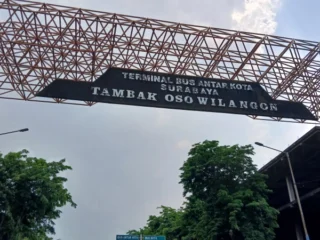 TERMINAL BUS ANTAR KOTA
SURABAYA
TAMBAK OSO WILANGON